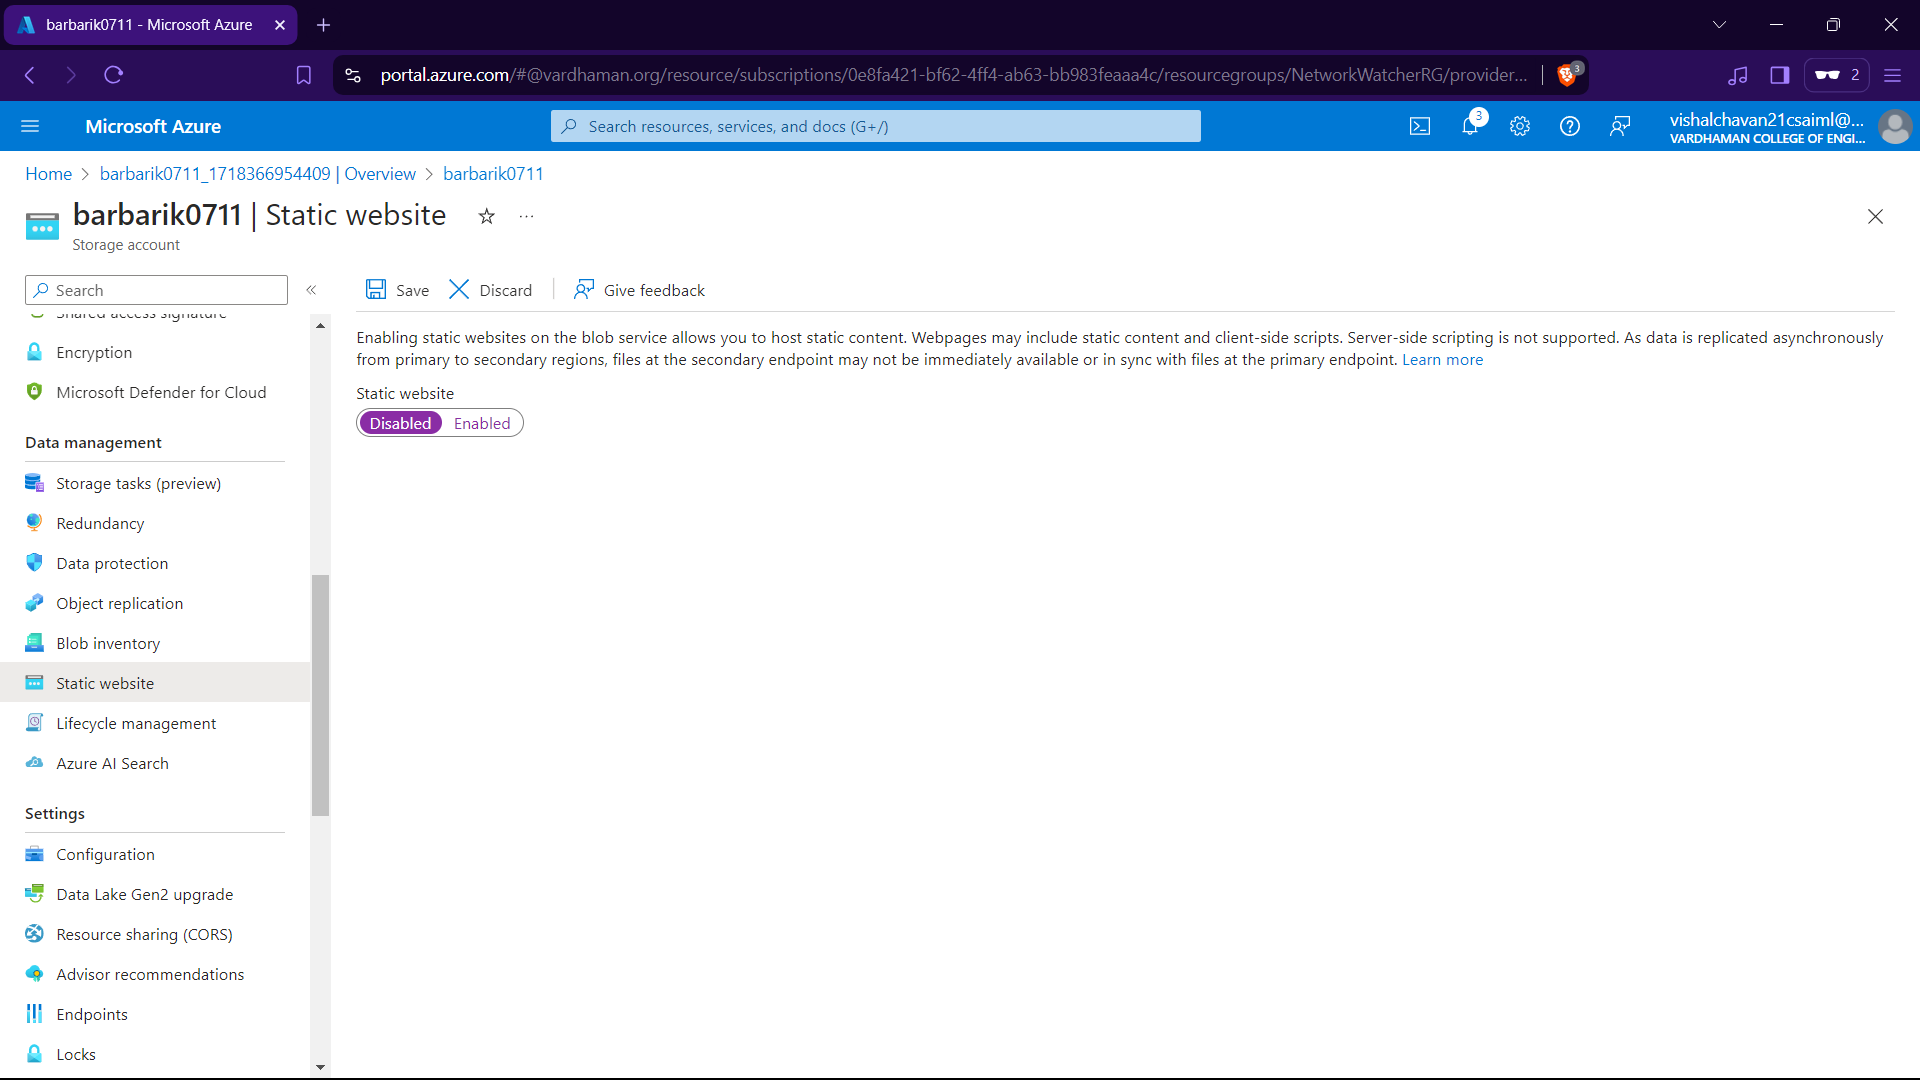 barbarik0711 - Microsoft Azure
portal.azure.com/#@vardhaman.org/resource/subscriptions/0e8fa421-bf62-4ff4-ab63-bb983feaaa4c/resourcegroups/NetworkWatcherRG/provider...
3
2
Microsoft Azure
Search resources, services, and docs (G+/)
3
vishalchavan21csaiml@...
VARDHAMAN COLLEGE OF ENGI...
Home > barbarik0711_1718366954409 | Overview > barbarik0711
barbarik0711 | Static website
Storage account
Search
Save
Discard
Give feedback
Shared access signature
Encryption
Microsoft Defender for Cloud
Data management
Storage tasks (preview)
Redundancy
Data protection
Object replication
Blob inventory
Static website
Lifecycle management
Azure AI Search
Settings
Configuration
Data Lake Gen2 upgrade
Resource sharing (CORS)
Advisor recommendations
Endpoints
Locks
Enabling static websites on the blob service allows you to host static content. Webpages may include static content and client-side scripts. Server-side scripting is not supported. As data is replicated asynchronously
from primary to secondary regions, files at the secondary endpoint may not be immediately available or in sync with files at the primary endpoint. Learn more
Static website
Disabled Enabled